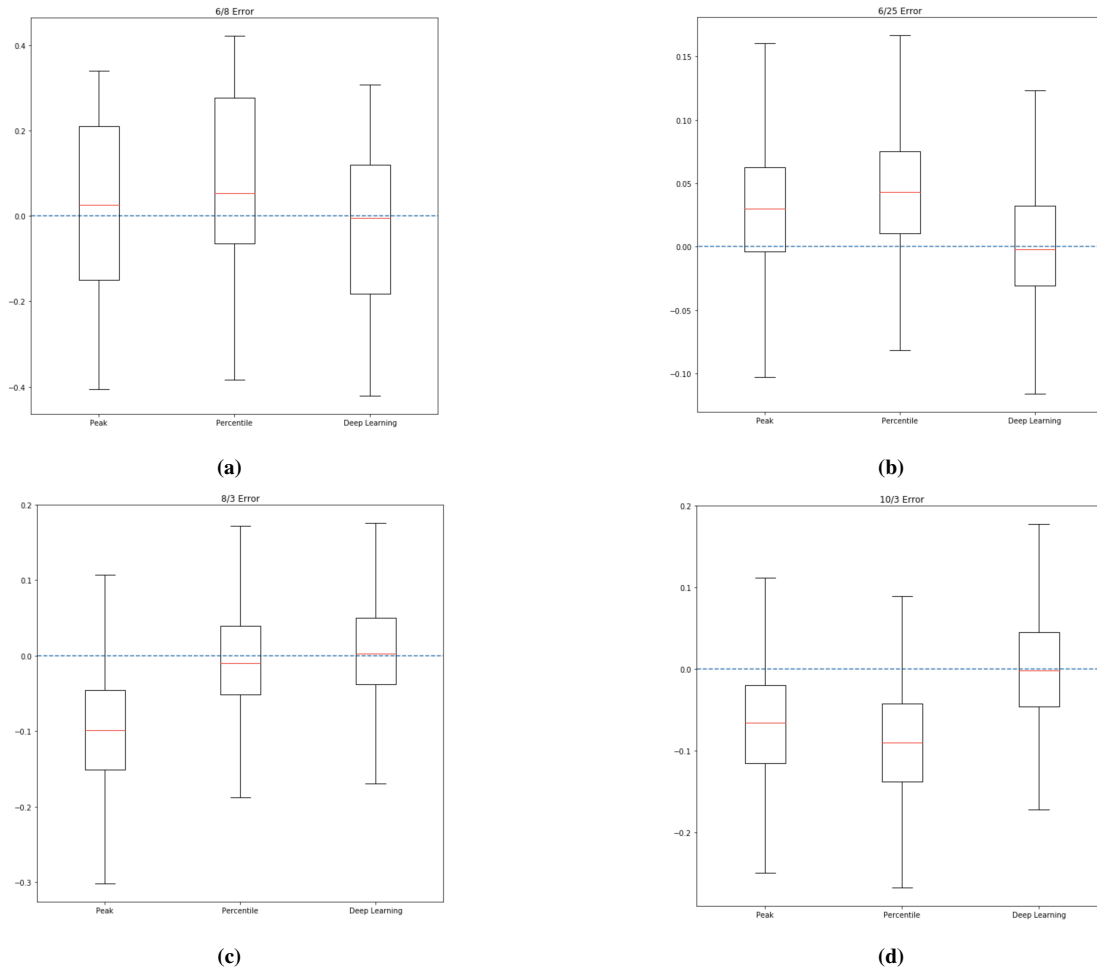 6/8 Error
0.4
0.2
0.0
−0.2
−0.4
Peak Percentile Deep Learning
(a)
6/25 Error
0.15
0.10
0.05
0.00
−0.05
−0.10
Peak Percentile Deep Learning
(b)
8/3 Error
0.2
0.1
0.0
−0.1
−0.2
−0.3
Peak Percentile Deep Learning
(c)
10/3 Error
0.2
0.1
0.0
−0.1
−0.2
Peak Percentile Deep Learning
(d)